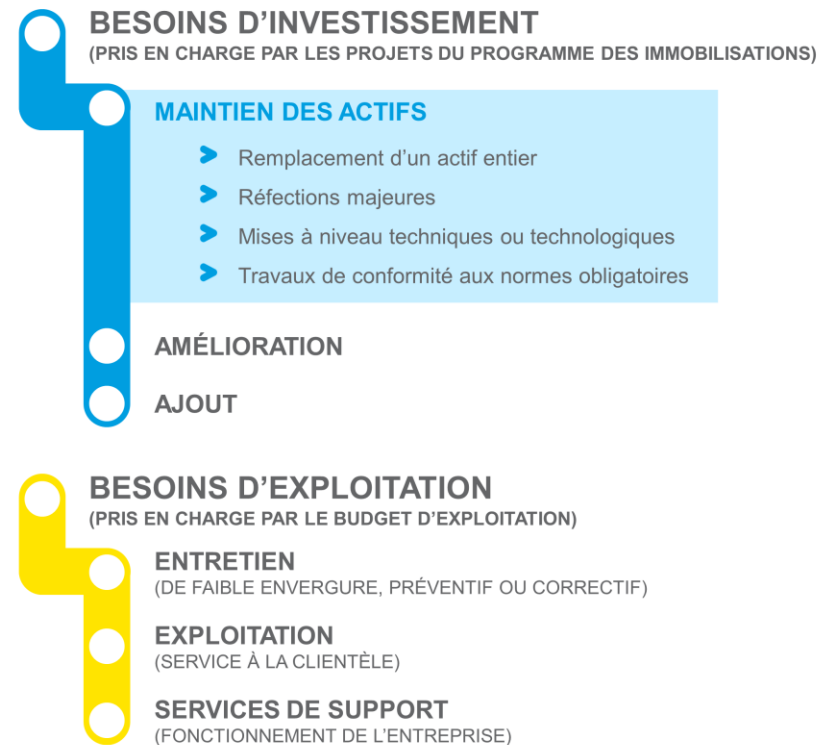 BESOINS D’INVESTISSEMENT
(PRIS EN CHARGE PAR LES PROJETS DU PROGRAMME DES IMMOBILISATIONS)
MAINTIEN DES ACTIFS
Remplacement d’un actif entier
Réfections majeures
Mises à niveau techniques ou technologiques
Travaux de conformité aux normes obligatoires
AMÉLIORATION
AJOUT
BESOINS D’EXPLOITATION
(PRIS EN CHARGE PAR LE BUDGET D’EXPLOITATION)
ENTRETIEN
(DE FAIBLE ENVERGURE, PRÉVENTIF OU CORRECTIF)
EXPLOITATION
(SERVICE À LA CLIENTÈLE)
SERVICES DE SUPPORT
(FONCTIONNEMENT DE L’ENTREPRISE)